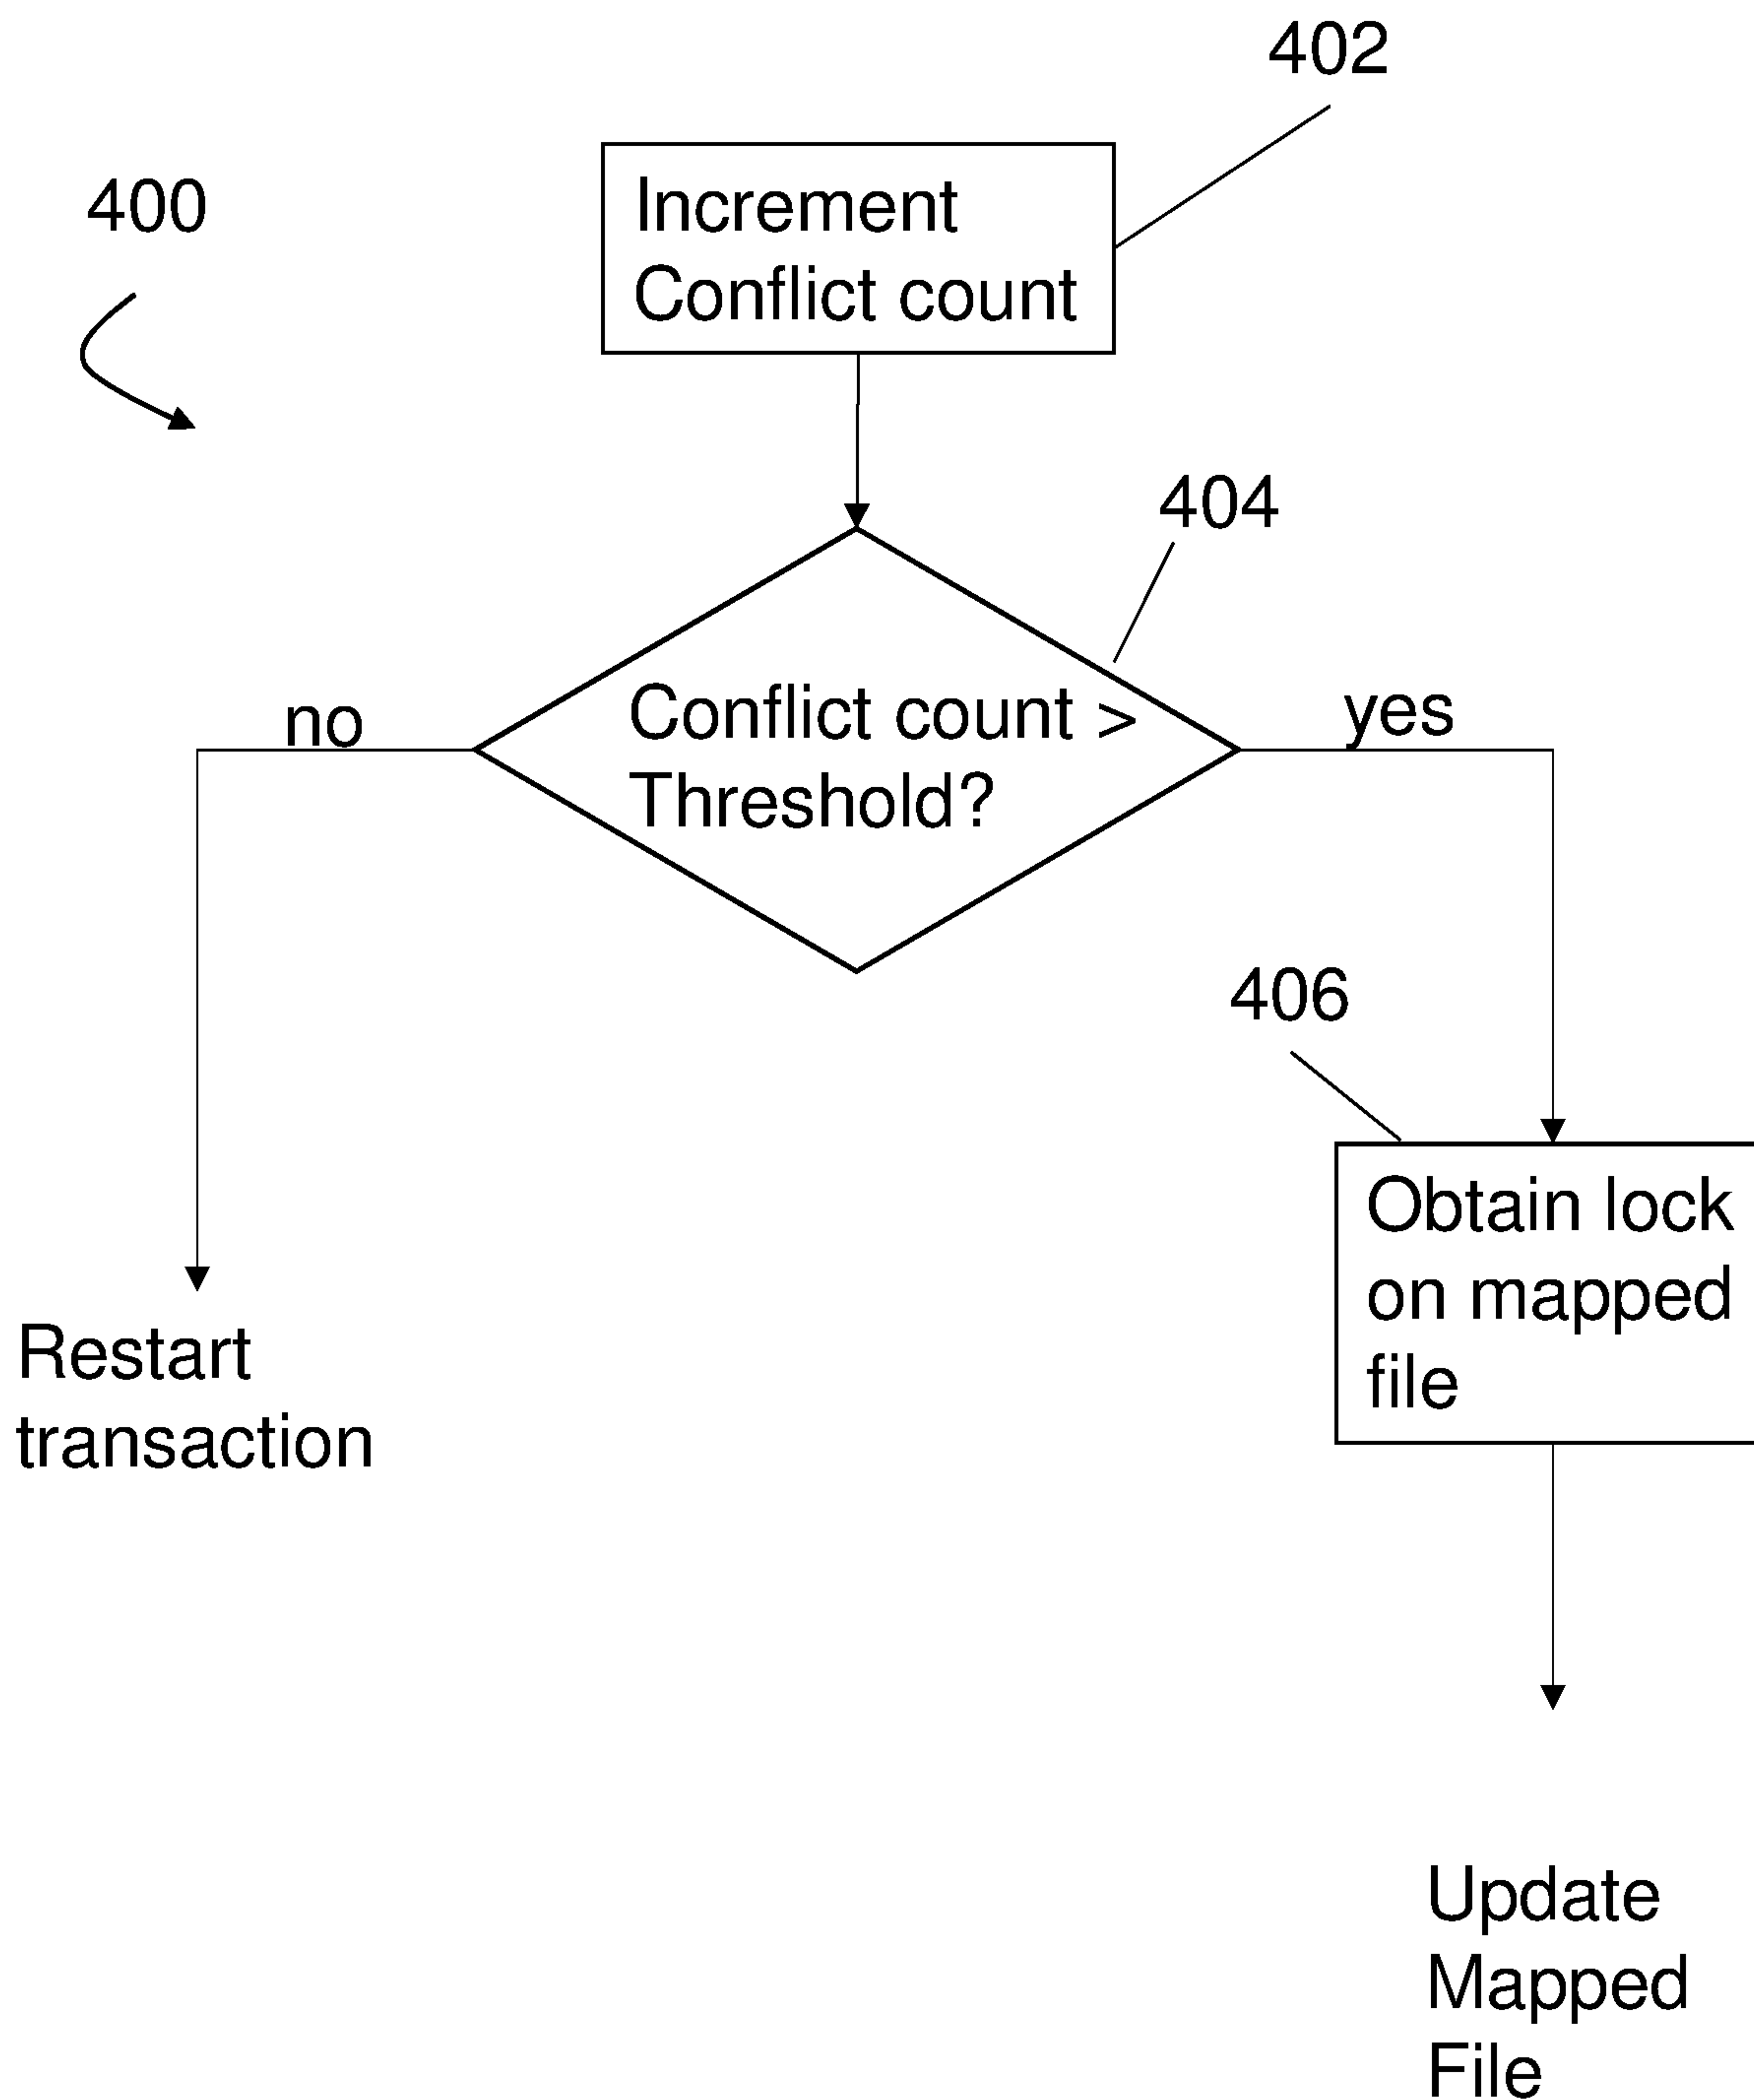 402
400
Increment
Conflict count
404
no
Conflict count >
Threshold?
yes
406
Obtain lock
on mapped
file
Restart
transaction
Update
Mapped
File